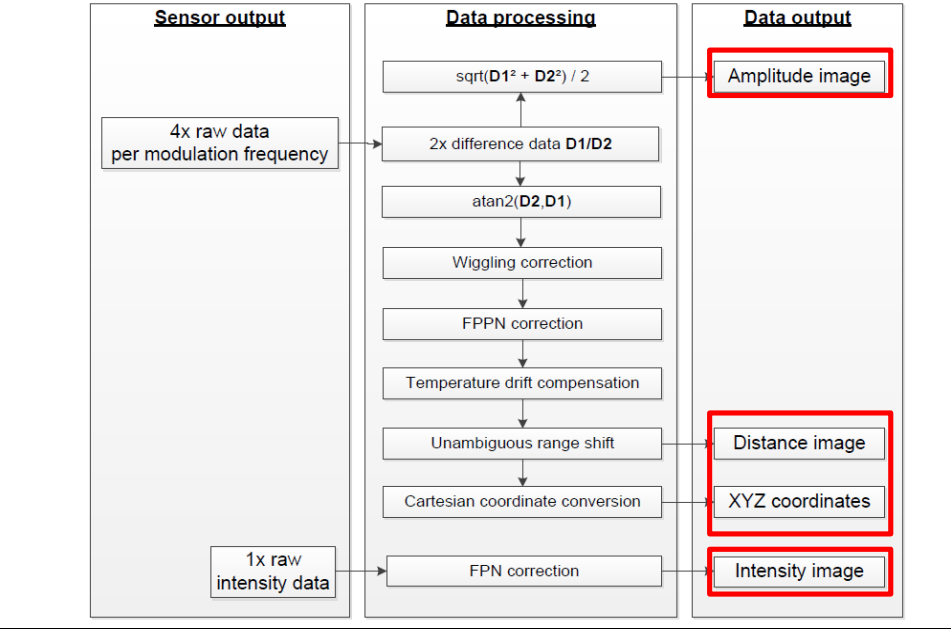 Sensor output
Data processing
Data output
sqrt(D1² + D2²) / 2
Amplitude image
4x raw data
per modulation frequency
2x difference data D1/D2
atan2(D2,D1)
Wiggling correction
FPPN correction
Temperature drift compensation
Unambiguous range shift
Distance image
Cartesian coordinate conversion
XYZ coordinates
1x raw
intensity data
FPN correction
Intensity image